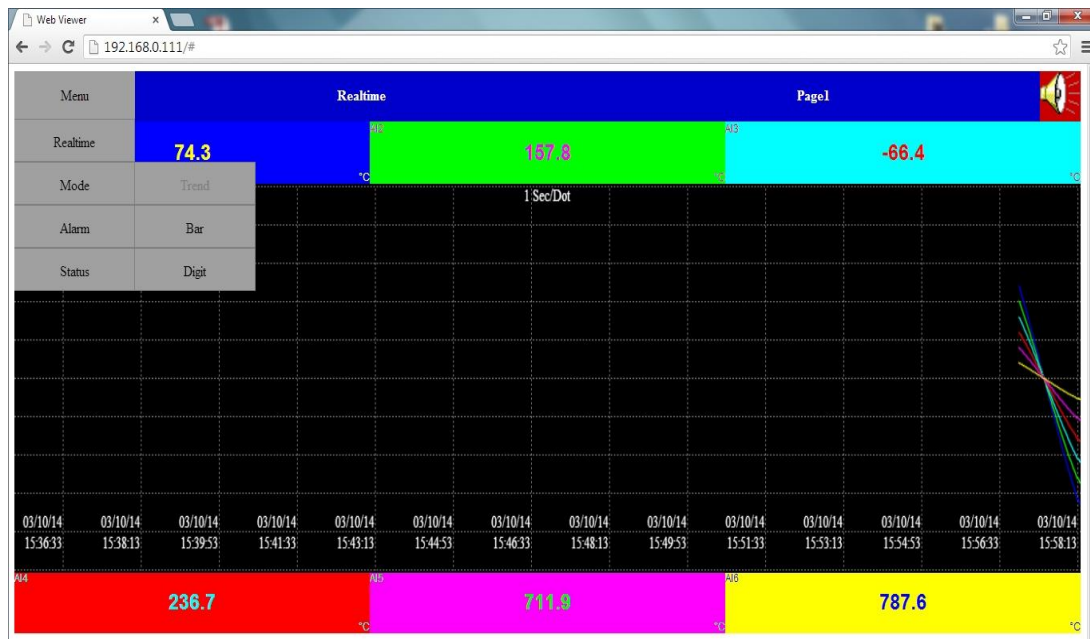 Web Viewer
192.168.0.111/#
Menu Realtime Page1
Realtime
74.3 °C
AI2 157.8 °C
AI3 -66.4 °C
Mode Trend
1 Sec/Dot
Alarm Bar
Status Digit
03/10/14 03/10/14 03/10/14 03/10/14 03/10/14 03/10/14 03/10/14 03/10/14 03/10/14 03/10/14 03/10/14 03/10/14 03/10/14 03/10/14
15:36:33 15:38:13 15:39:53 15:41:33 15:43:13 15:44:53 15:46:33 15:48:13 15:49:53 15:51:33 15:53:13 15:54:53 15:56:33 15:58:13
AI4 236.7 °C
AI5 711.9 °C
AI6 787.6 °C